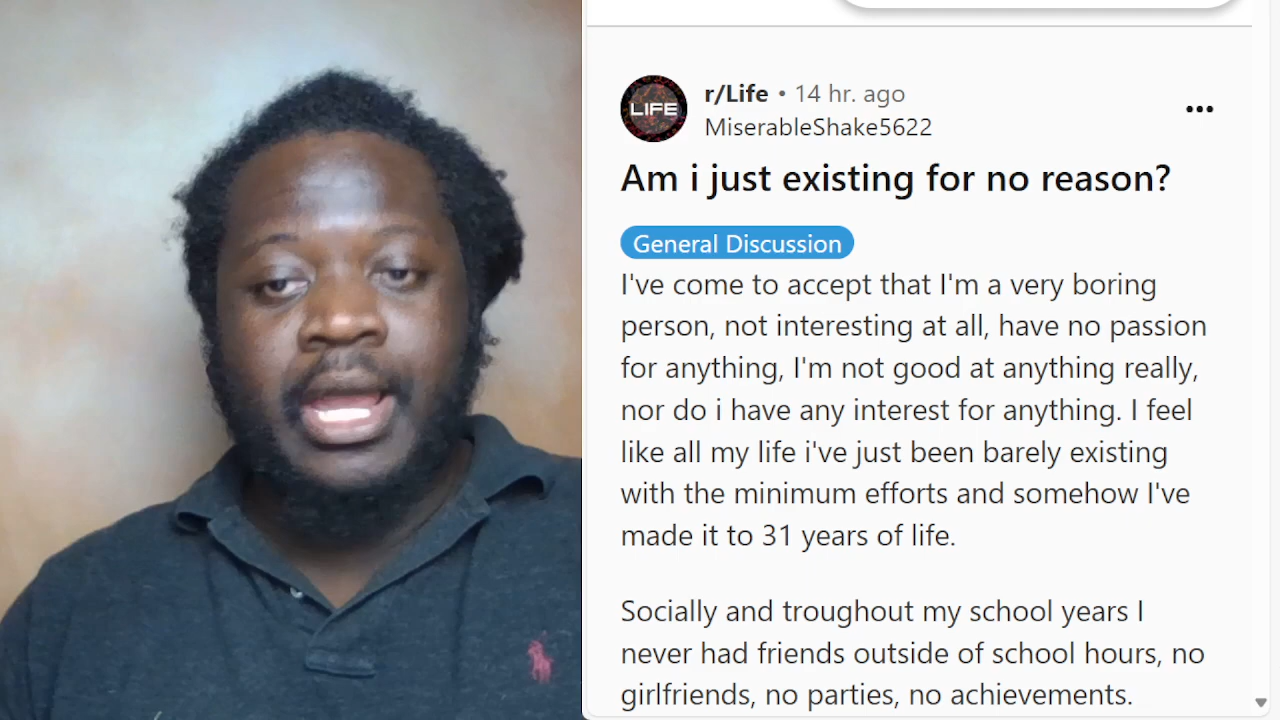 r/Life • 14 hr. ago
LIFE
MiserableShake5622
Am i just existing for no reason?
General Discussion
I've come to accept that I'm a very boring
person, not interesting at all, have no passion
for anything, I'm not good at anything really,
nor do i have any interest for anything. I feel
like all my life i've just been barely existing
with the minimum efforts and somehow I've
made it to 31 years of life.
Socially and troughout my school years I
never had friends outside of school hours, no
girlfriends, no parties, no achievements.